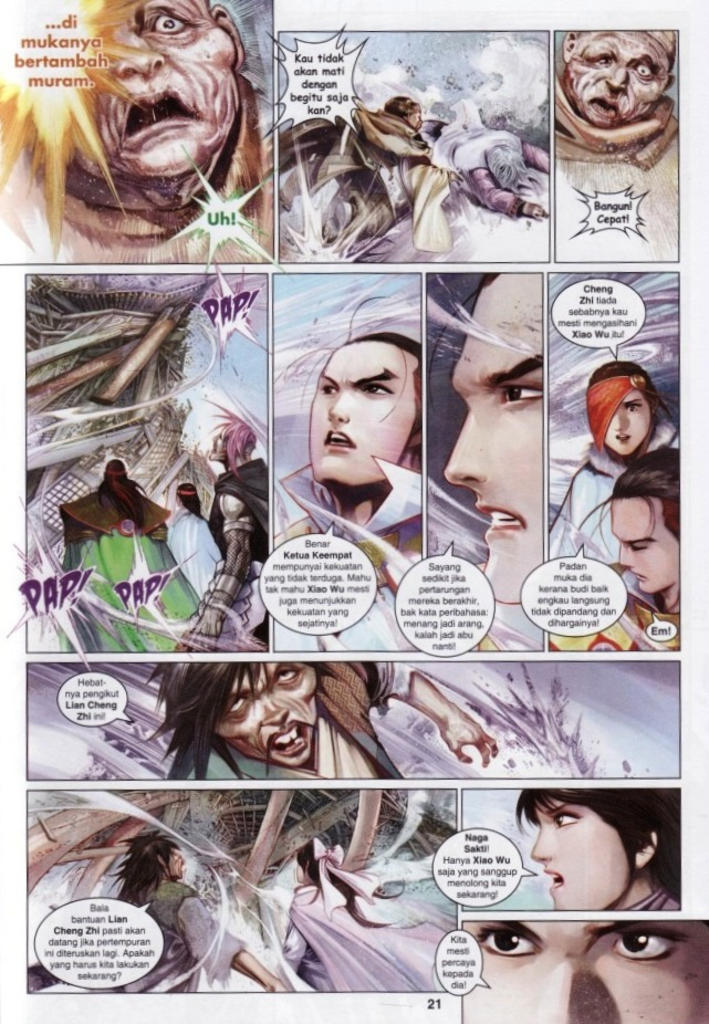 ...di
mukanya
bertambah
muram.
Uh!
Kau tidak
akan mati
dengan
begitu saja
kan?
Bangun!
Cepat!
PAP!
PAP!
PAP!
Benar
Ketua Keempat
mempunyai kekuatan
yang tidak terduga. Mahu
tak mahu Xiao Wu mesti
juga menunjukkan
kekuatan yang
sejatinya!
Sayang
sedikit jika
pertarungan
mereka berakhir,
bak kata peribahasa:
menang jadi arang,
kalah jadi abu
nanti!
Cheng
Zhi tiada
sebabnya kau
mesti mengasihani
Xiao Wu itu!
Padan
muka dia
kerana budi baik
engkau langsung
tidak dipandang dan
dihargainya!
Em!
Hebat-
nya pengikut
Lian Cheng
Zhi ini!
Bala
bantuan Lian
Cheng Zhi pasti akan
datang jika pertempuran
ini diteruskan lagi. Apakah
yang harus kita lakukan
sekarang?
Naga
Sakti!
Hanya Xiao Wu
saja yang sanggup
menolong kita
sekarang!
Kita
mesti
percaya
kepada
dia!
21